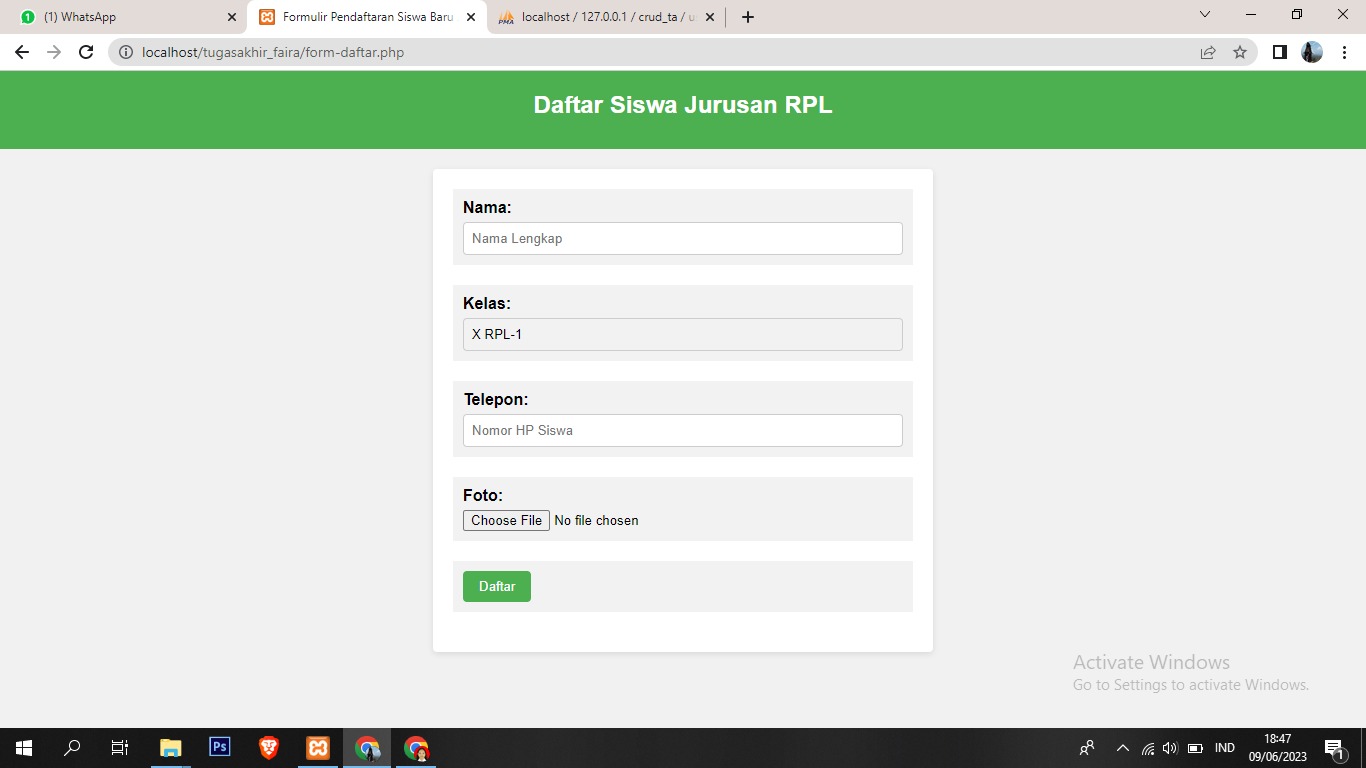 (1) WhatsApp
Formulir Pendaftaran Siswa Baru
localhost / 127.0.0.1 / crud_ta / u
localhost/tugasakhir_faira/form-daftar.php
Daftar Siswa Jurusan RPL
Nama:
Nama Lengkap
Kelas:
X RPL-1
Telepon:
Nomor HP Siswa
Foto:
Choose File No file chosen
Daftar
Activate Windows
Go to Settings to activate Windows.
Ps
IND
18:47
09/06/2023
1